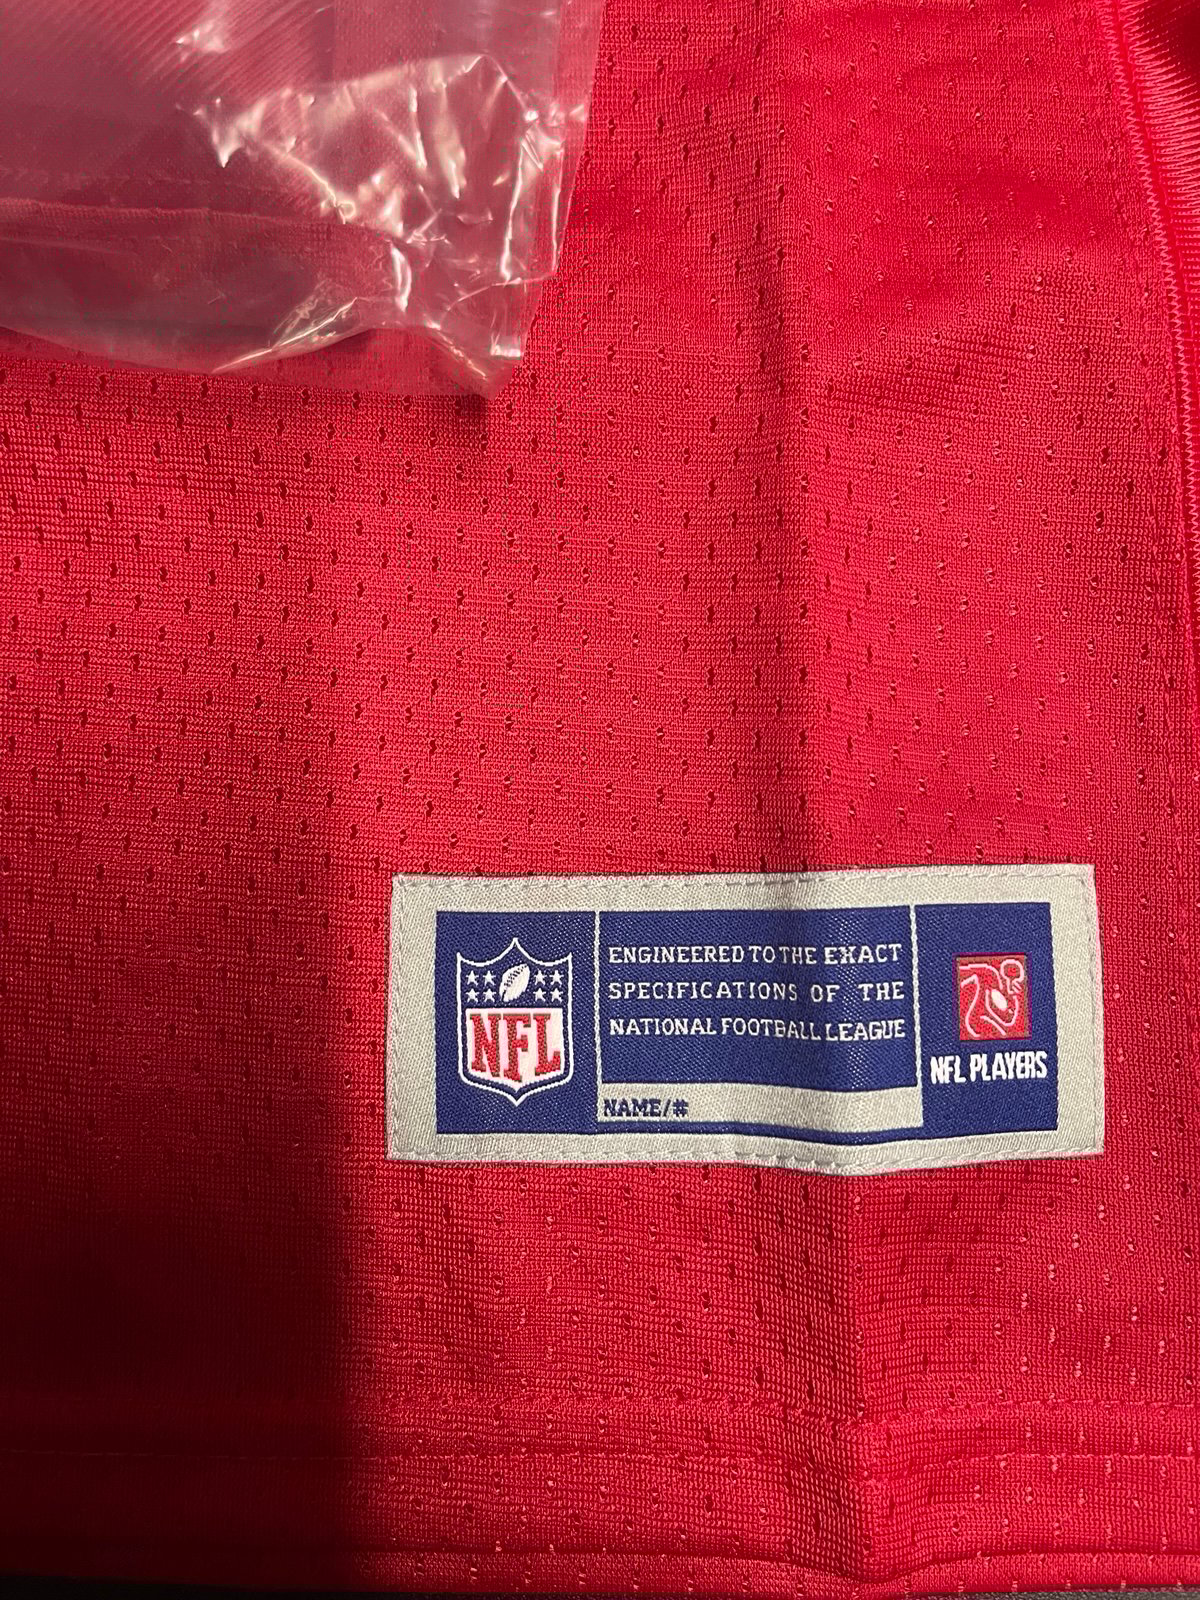 NFL
ENGINEERED TO THE EXACT
SPECIFICATIONS OF THE
NATIONAL FOOTBALL LEAGUE
NAME/#
NFL PLAYERS